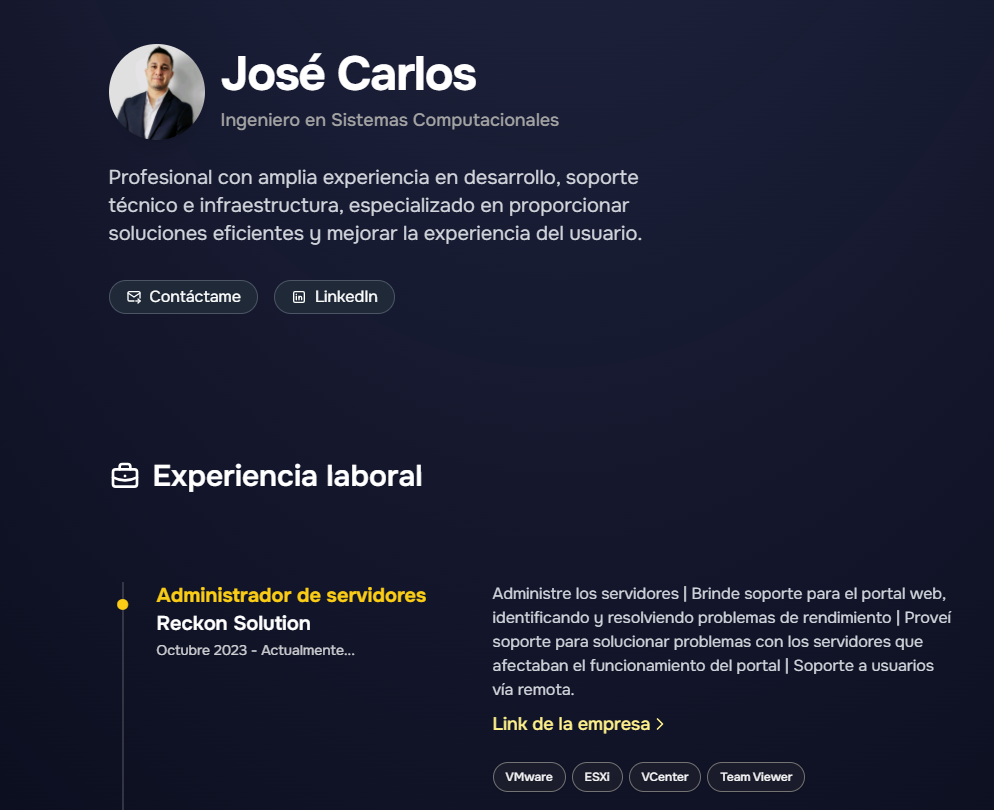 José Carlos
Ingeniero en Sistemas Computacionales
Profesional con amplia experiencia en desarrollo, soporte
técnico e infraestructura, especializado en proporcionar
soluciones eficientes y mejorar la experiencia del usuario.
Contáctame
LinkedIn
Experiencia laboral
Administrador de servidores
Reckon Solution
Octubre 2023 - Actualmente...
Administre los servidores | Brinde soporte para el portal web,
identificando y resolviendo problemas de rendimiento | Proveí
soporte para solucionar problemas con los servidores que
afectaban el funcionamiento del portal | Soporte a usuarios
vía remota.
Link de la empresa >
VMware
ESXi
VCenter
Team Viewer